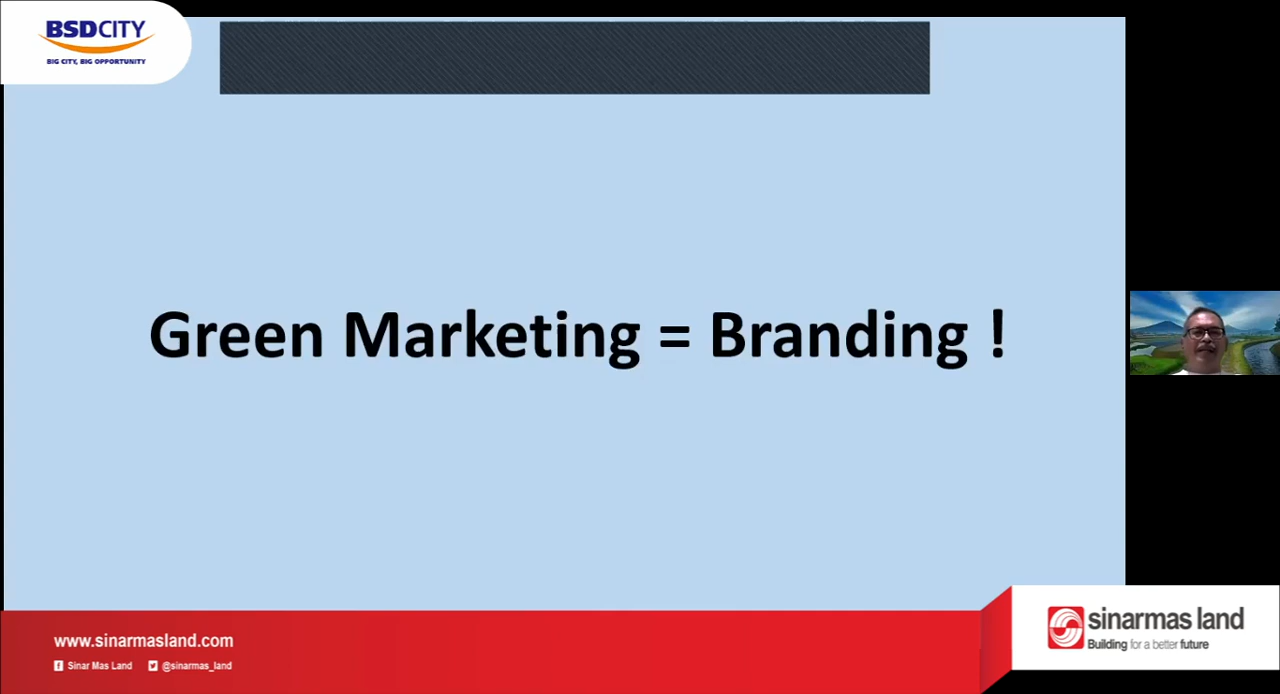 BSDCITY
BIG CITY, BIG OPPORTUNITY
Green Marketing = Branding !
www.sinarmasland.com
Sinar Mas Land @sinarmas_land
sinarmas land
Building for a better future